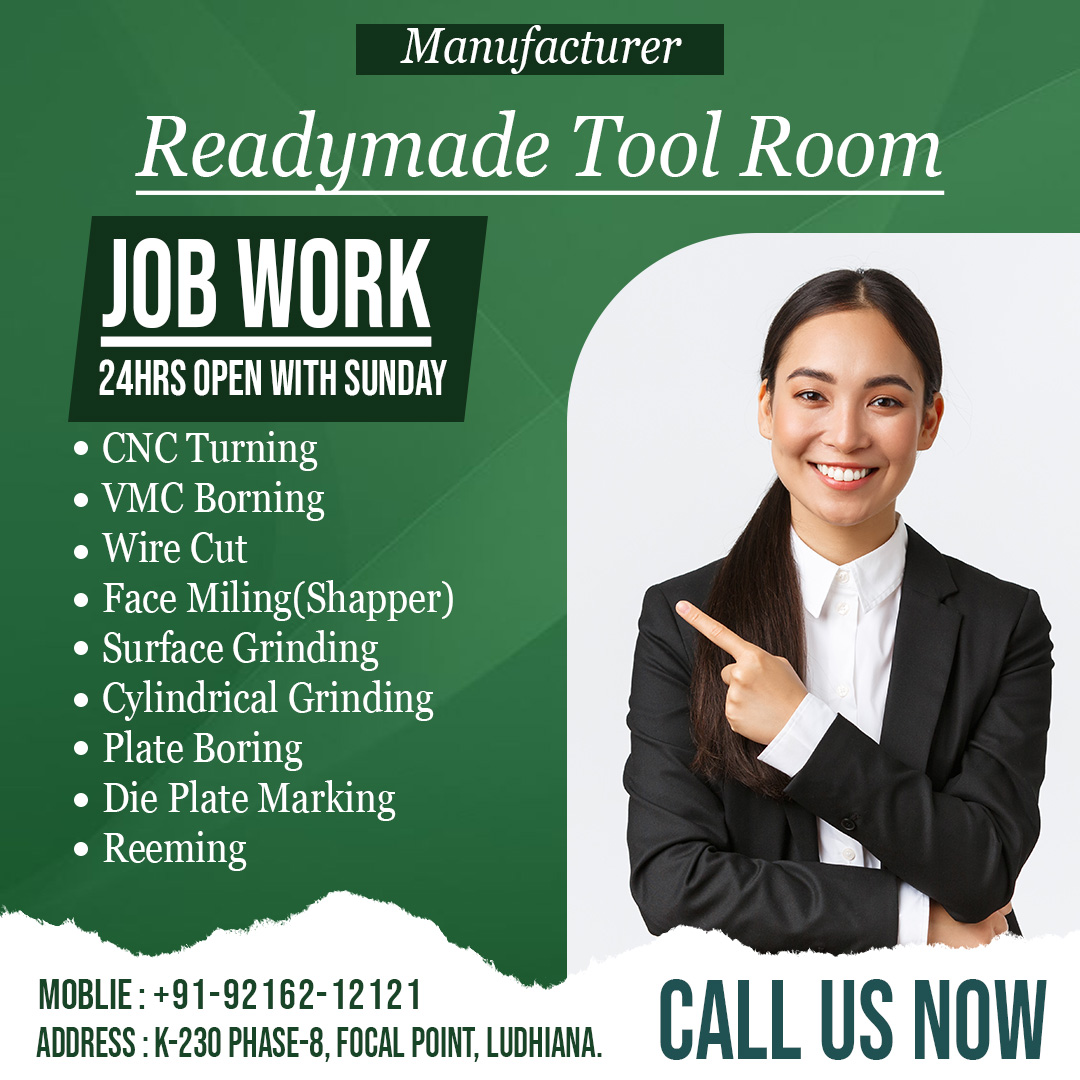 Manufacturer
Readymade Tool Room
JOB WORK
24HRS OPEN WITH SUNDAY
• CNC Turning
• VMC Borning
• Wire Cut
• Face Miling(Shapper)
• Surface Grinding
• Cylindrical Grinding
• Plate Boring
• Die Plate Marking
• Reeming
MOBLIE : +91-92162-12121
ADDRESS : K-230 PHASE-8, FOCAL POINT, LUDHIANA.
CALL US NOW